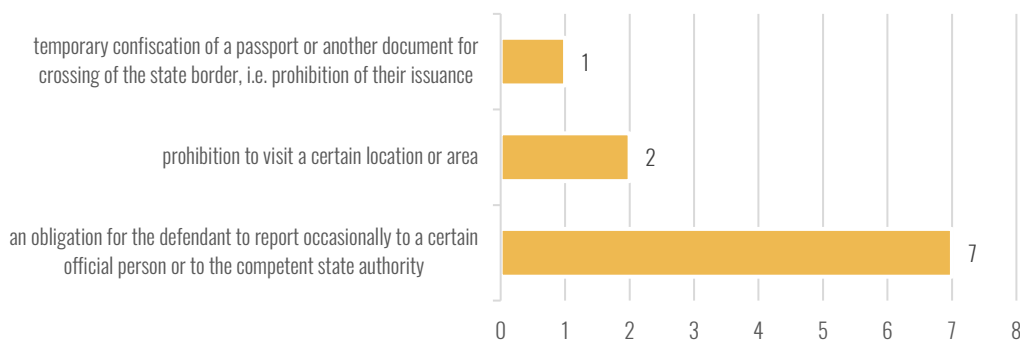 temporary confiscation of a passport or another document for
crossing of the state border, i.e. prohibition of their issuance
1
prohibition to visit a certain location or area
2
an obligation for the defendant to report occasionally to a certain
official person or to the competent state authority
7
0 1 2 3 4 5 6 7 8